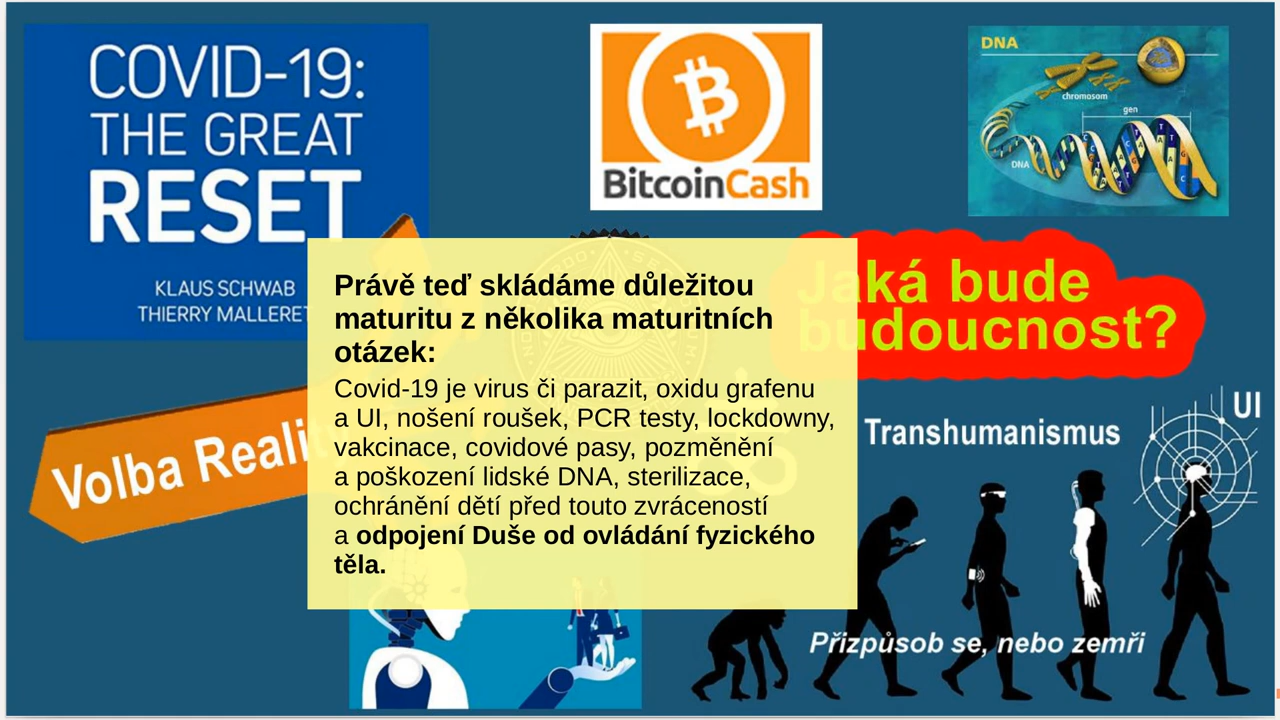 COVID-19:
THE GREAT
RESET
KLAUS SCHWAB
THIERRY MALLERET
BitcoinCash
DNA
chromosom
gen
DNA
Jaká bude
budoucnost?
Právě teď skládáme důležitou
maturitu z několika maturitních
otázek:
Covid-19 je virus či parazit, oxidu grafenu
a UI, nošení roušek, PCR testy, lockdowny,
vakcinace, covidové pasy, pozměnění
a poškození lidské DNA, sterilizace,
ochránění dětí před touto zvráceností
a odpojení Duše od ovládání fyzického
těla.
Volba Reality
UI
Transhumanismus
Přizpůsob se, nebo zemři